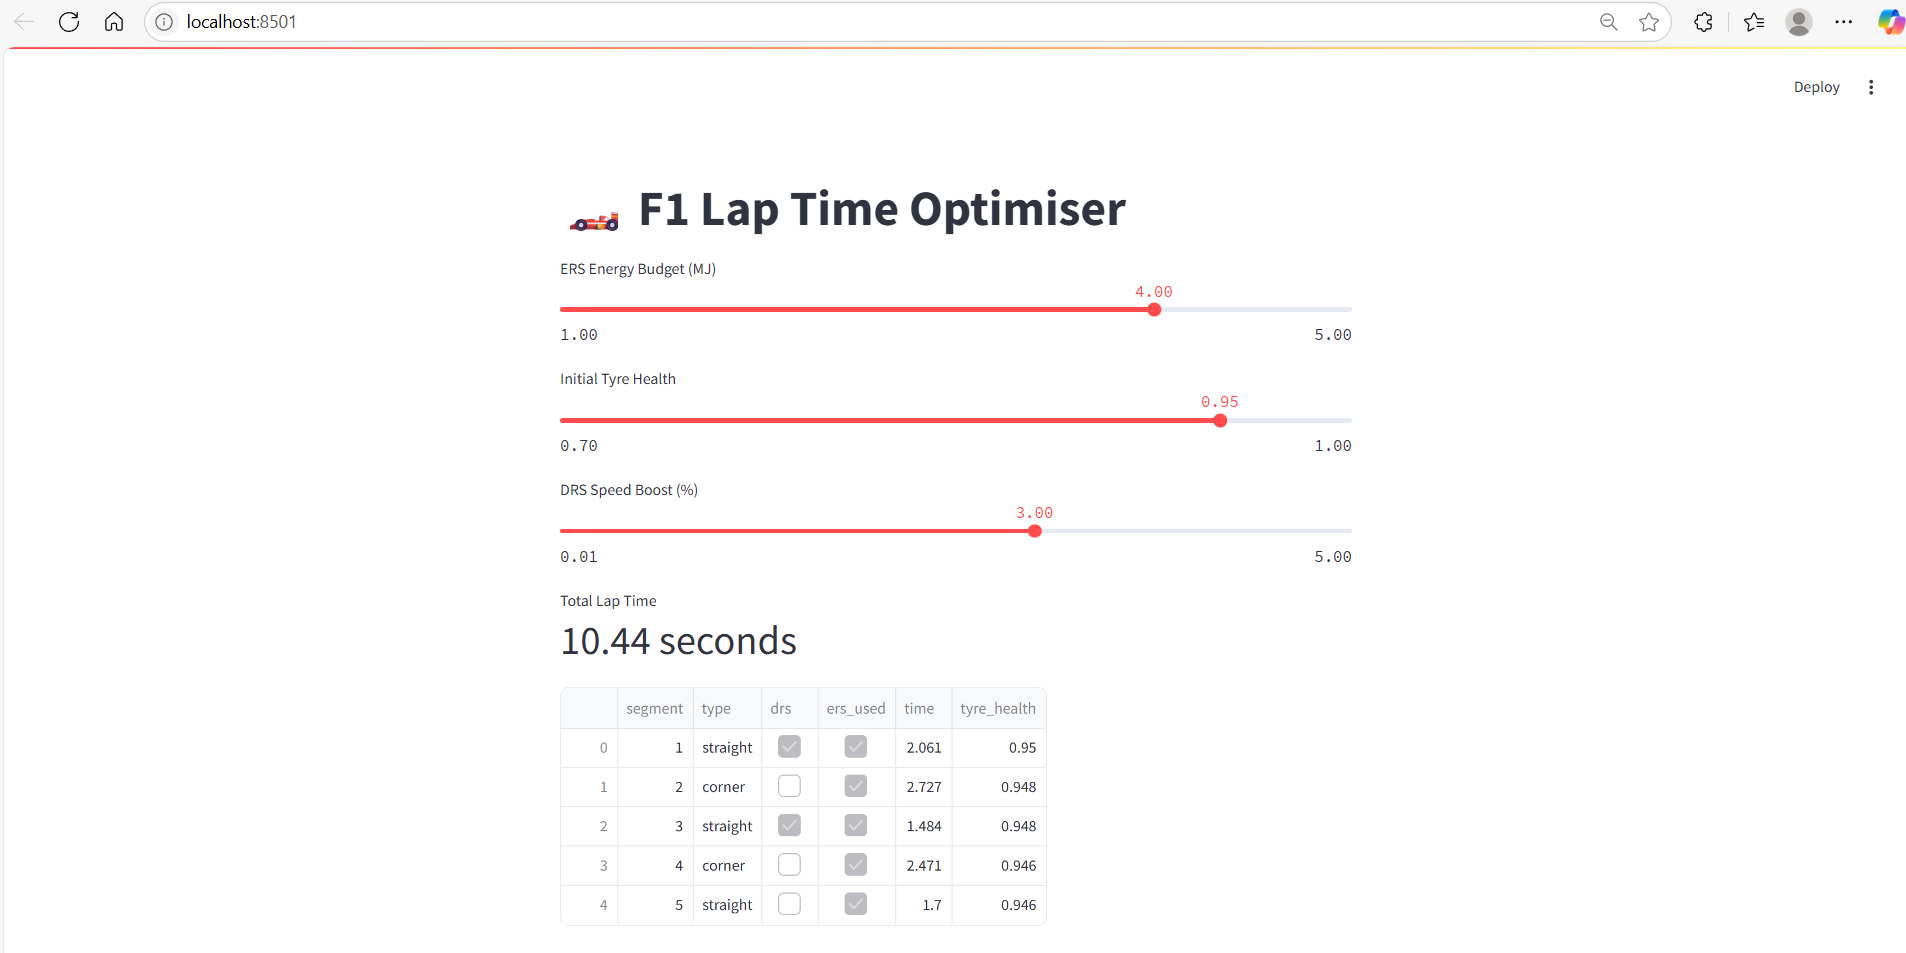 localhost:8501
Deploy
F1 Lap Time Optimiser
ERS Energy Budget (MJ)
4.00
1.00 5.00
Initial Tyre Health
0.95
0.70 1.00
DRS Speed Boost (%)
3.00
0.01 5.00
Total Lap Time
10.44 seconds
segment type drs ers_used time tyre_health
0 1 straight 2.061 0.95
1 2 corner 2.727 0.948
2 3 straight 1.484 0.948
3 4 corner 2.471 0.946
4 5 straight 1.7 0.946